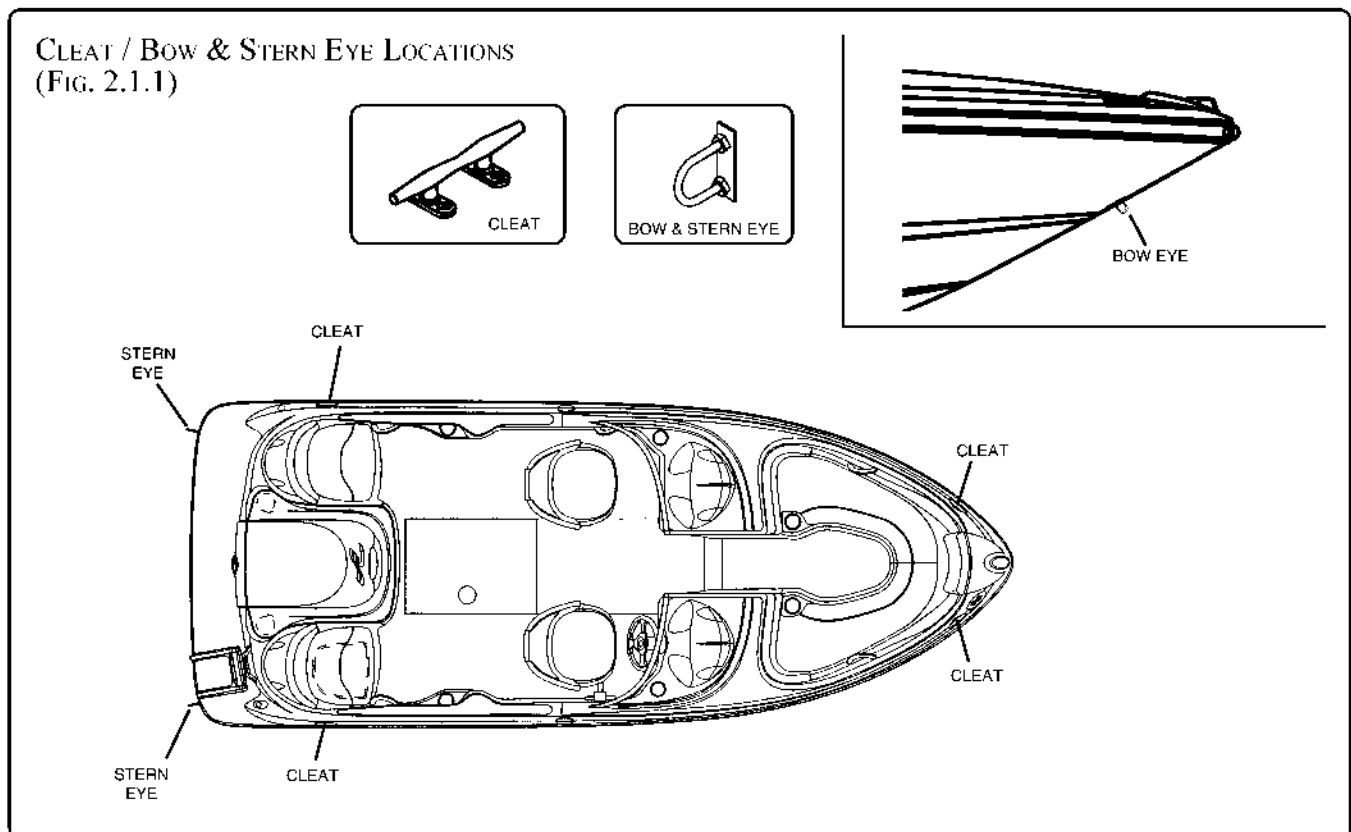 CLEAT / BOW & STERN EYE LOCATIONS
(FIG. 2.1.1)
CLEAT
BOW & STERN EYE
BOW EYE
CLEAT
STERN
EYE
CLEAT
CLEAT
STERN
EYE
CLEAT